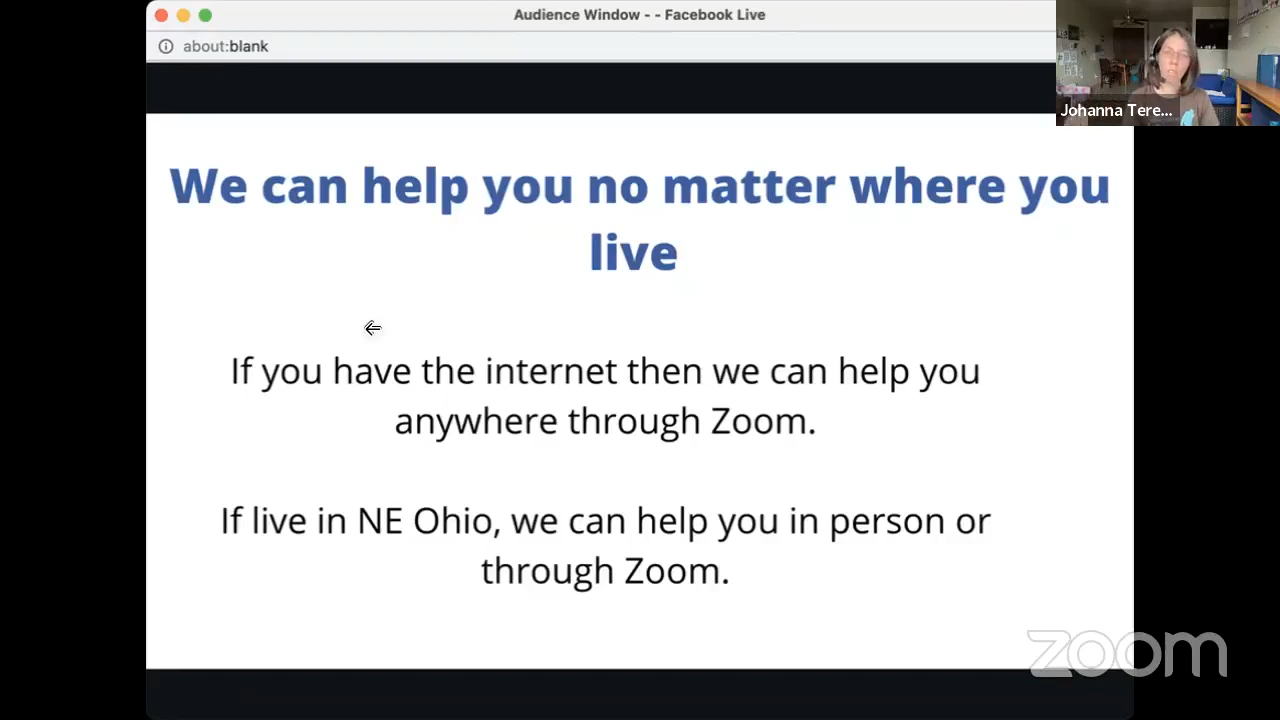 Audience Window - - Facebook Live
about:blank
Johanna Tere...
We can help you no matter where you
live
If you have the internet then we can help you
anywhere through Zoom.
If live in NE Ohio, we can help you in person or
through Zoom.
zoom